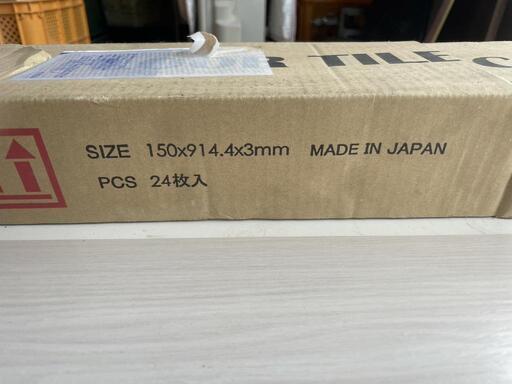 TILE
SIZE 150x914.4x3mm MADE IN JAPAN
PCS 24枚入